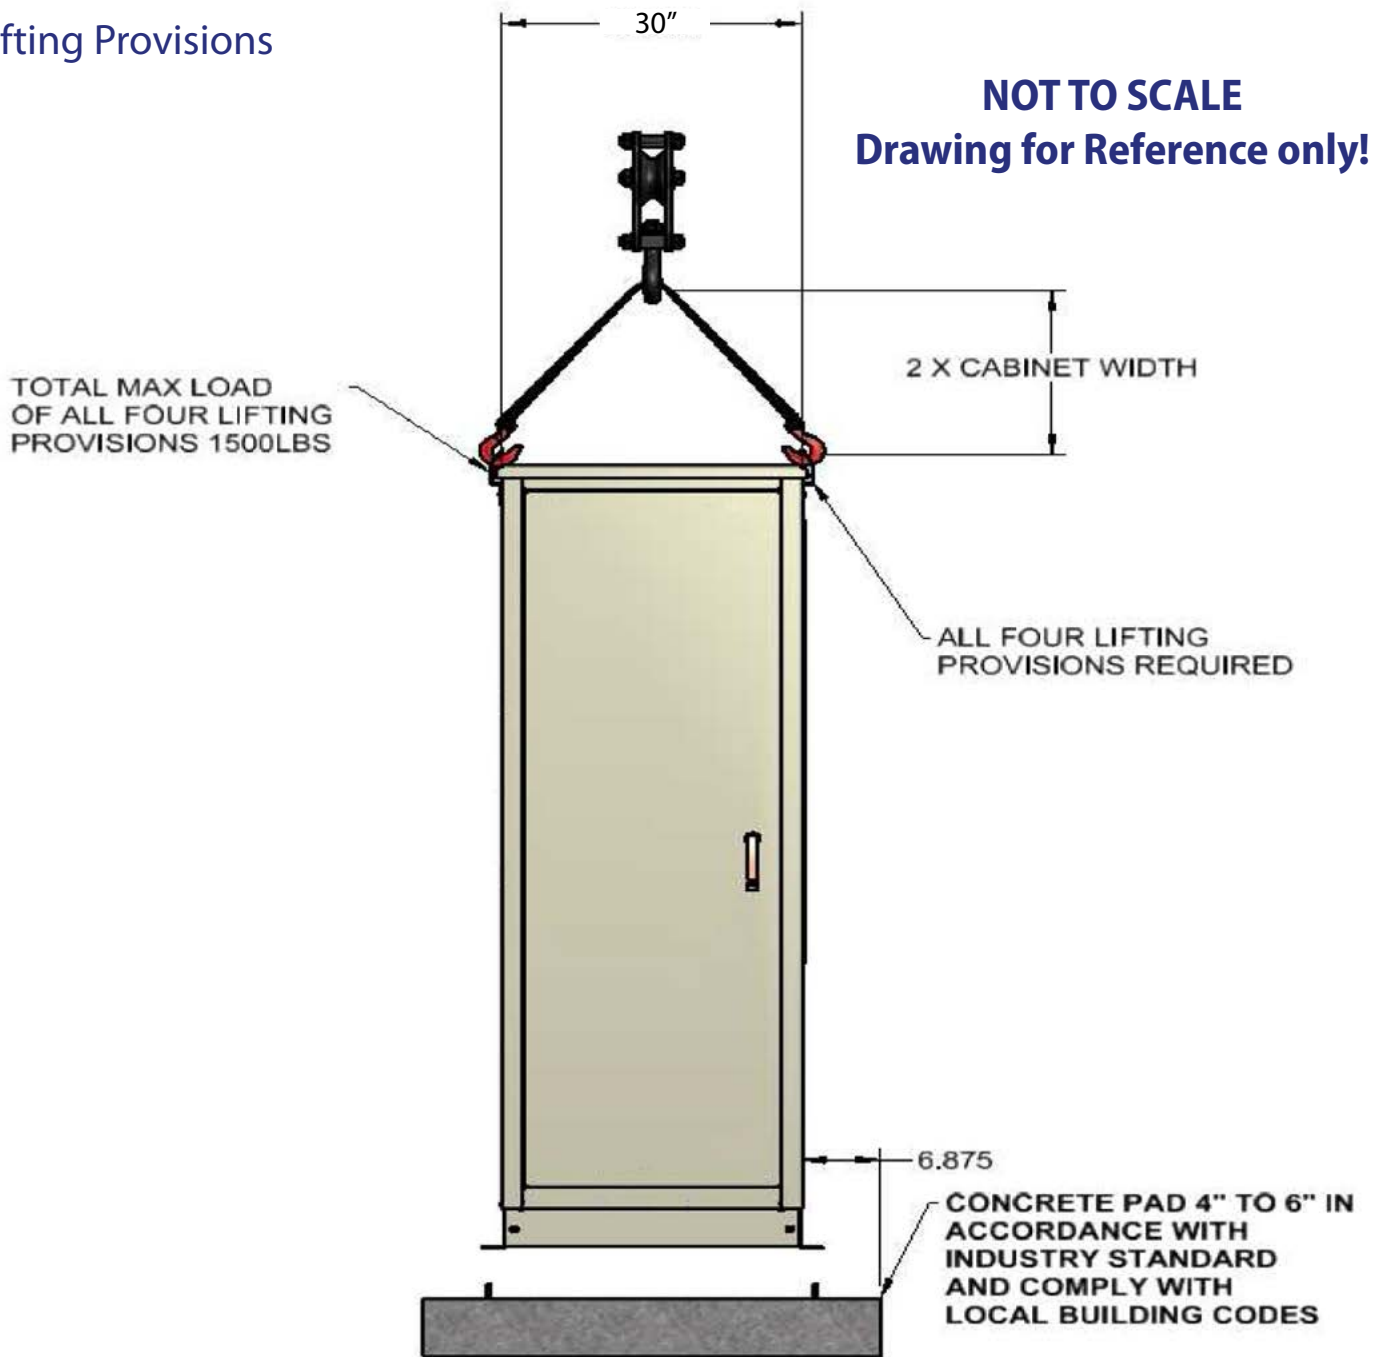 fting Provisions
30"
NOT TO SCALE
Drawing for Reference only!
2 X CABINET WIDTH
TOTAL MAX LOAD
OF ALL FOUR LIFTING
PROVISIONS 1500LBS
ALL FOUR LIFTING
PROVISIONS REQUIRED
6.875
CONCRETE PAD 4" TO 6" IN
ACCORDANCE WITH
INDUSTRY STANDARD
AND COMPLY WITH
LOCAL BUILDING CODES